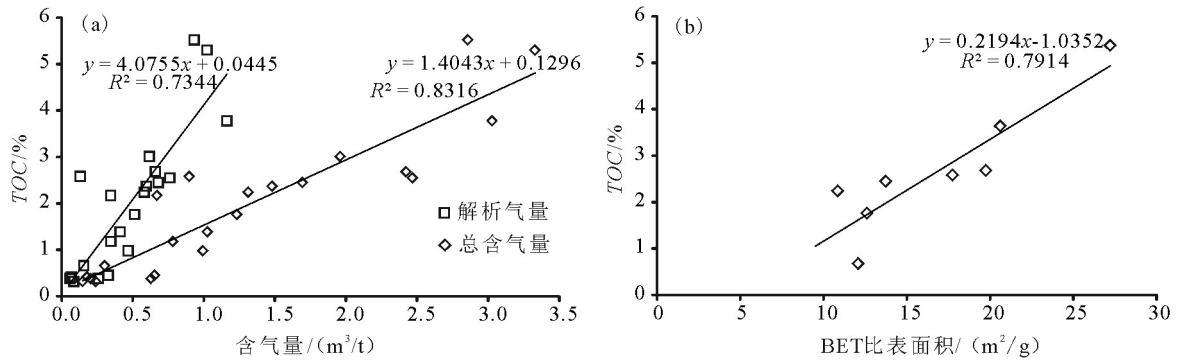 (a)
y = 4.0755x + 0.0445
R² = 0.7344
y = 1.4043x + 0.1296
R² = 0.8316
TOC/%
6
5
4
3
2
1
0
0.0 0.5 1.0 1.5 2.0 2.5 3.0 3.5
解析气量
总含气量
含气量/(m³/t)
(b)
y = 0.2194x-1.0352
R² = 0.7914
TOC/%
6
5
4
3
2
1
0
0 5 10 15 20 25 30
BET比表面积/(m²/g)